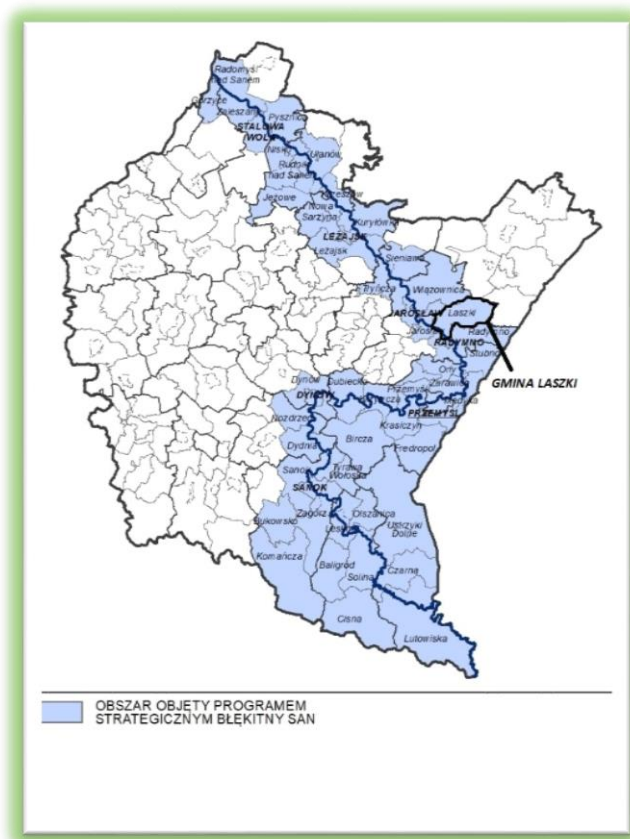 Radomyśl
nad Sanem
Gorzyce
Zaleszany
Pysznica
STALOWA
WOLA
Nisko
Ulanów
Rudnik
nad Sanem
Jeżowe
Krzeszów
Nowa
Sarzyna
Kuryłówka
LEŻAJSK
Leżajsk
Sieniawa
Wiązownica
JAROSŁAW
Laszki
Radymno
RADYMNO
Stubno
GMINA LASZKI
Orły
Żurawica
Medyka
Dynów
Dubiecko
Przemyśl
DYNÓW
PRZEMYŚL
Nozdrzec
Krasiczyn
Bircza
Fredropol
Dydnia
Sanok
Tyrawa
Wołoska
SANOK
Zagórz
Olszanica
Bukowsko
Lesko
Ustrzyki
Dolne
Komańcza
Baligród
Solina
Czarna
Cisna
Lutowiska
OBSZAR OBJĘTY PROGRAMEM
STRATEGICZNYM BŁĘKITNY SAN